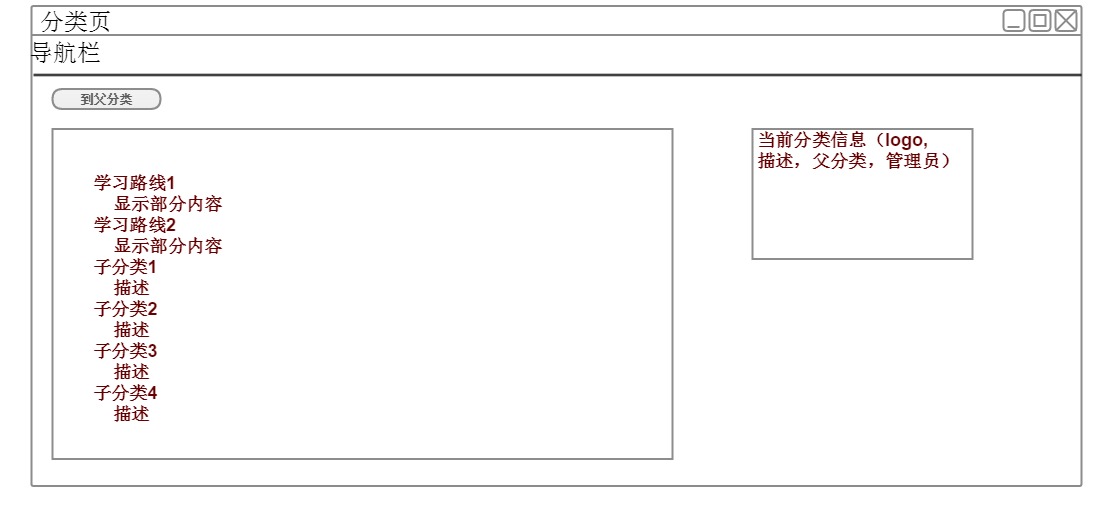 分类页
导航栏
到父分类
学习路线1
显示部分内容
学习路线2
显示部分内容
子分类1
描述
子分类2
描述
子分类3
描述
子分类4
描述
当前分类信息（logo,
描述，父分类，管理员）